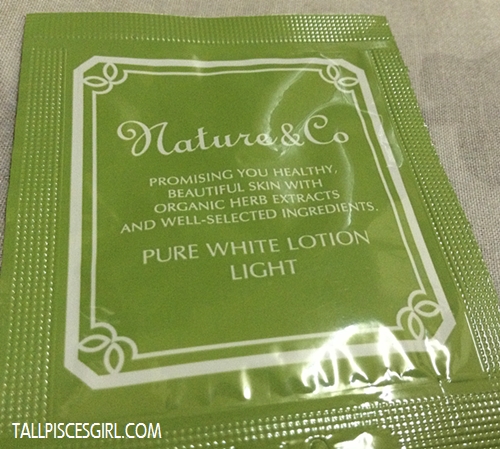 Nature & Co
PROMISING YOU HEALTHY,
BEAUTIFUL SKIN WITH
ORGANIC HERB EXTRACTS
AND WELL-SELECTED INGREDIENTS.
PURE WHITE LOTION
LIGHT
TALLPISCESGIRL.COM